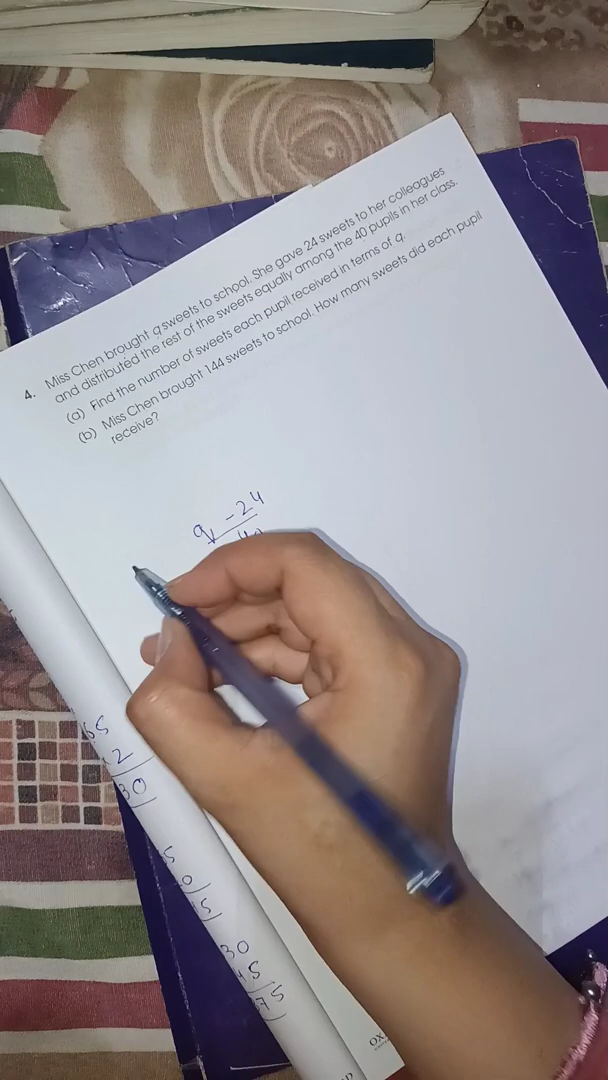 4. Miss Chen brought q sweets to school. She gave 24 sweets to her colleagues
and distributed the rest of the sweets equally among the 40 pupils in her class.
(a) Find the number of sweets each pupil received in terms of q.
(b) Miss Chen brought 144 sweets to school. How many sweets did each pupil
receive?
q - 24
40